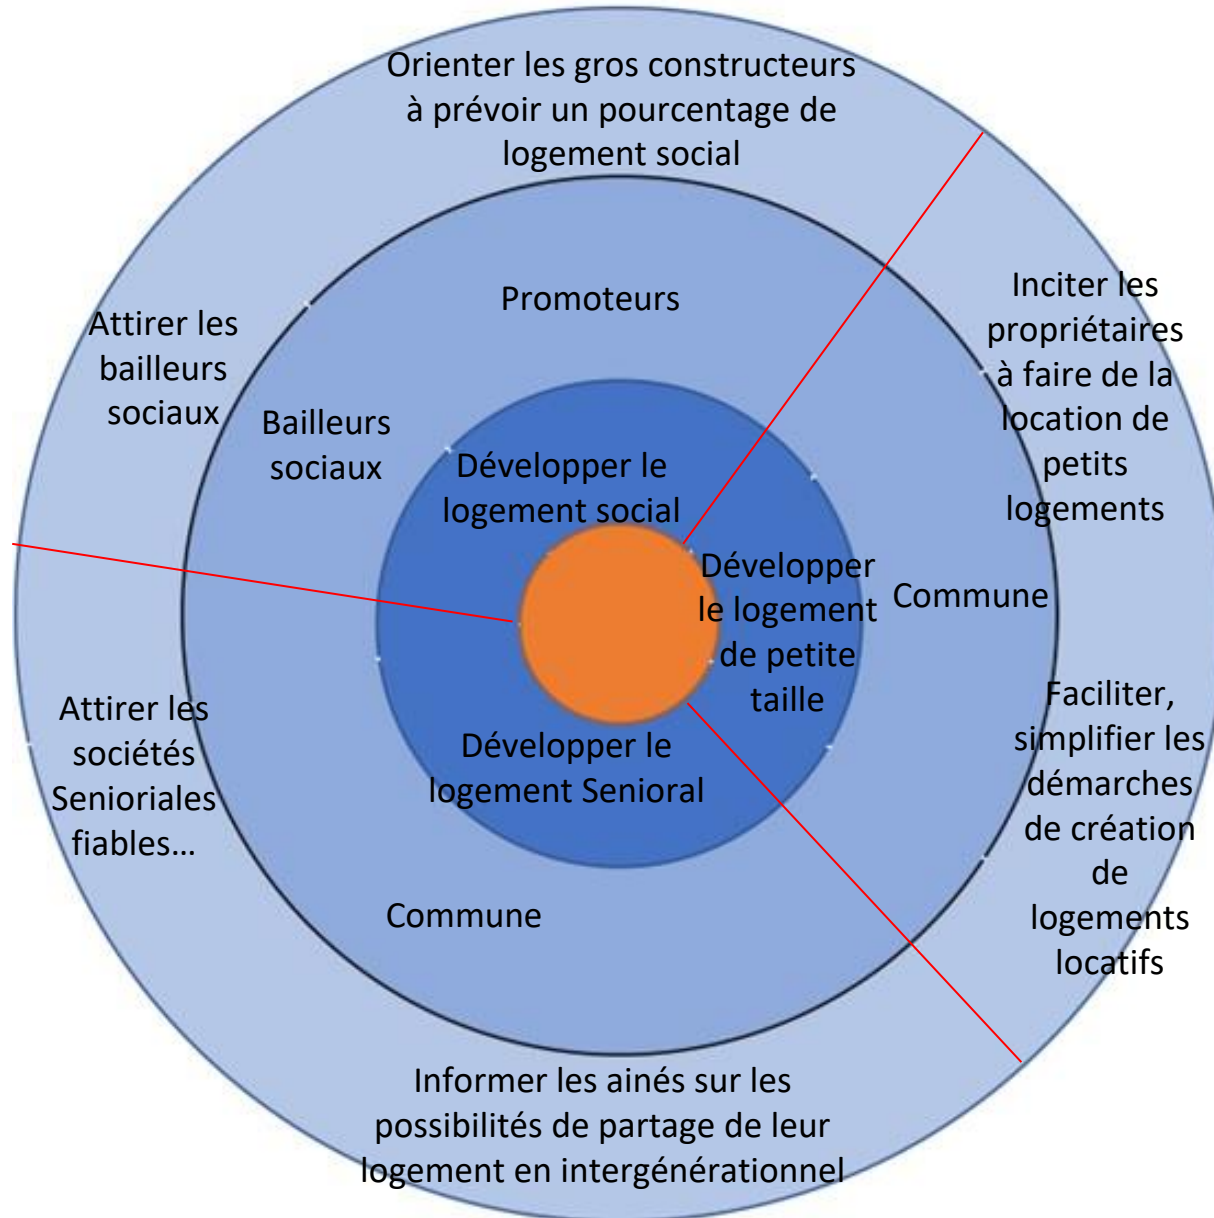 Orienter les gros constructeurs
à prévoir un pourcentage de
logement social
Promoteurs
Attirer les
bailleurs
sociaux
Bailleurs
sociaux
Développer le
logement social
Inciter les
propriétaires
à faire de la
location de
petits
logements
Développer
le logement
de petite
taille
Commune
Faciliter,
simplifier les
démarches
de création
de
logements
locatifs
Attirer les
sociétés
Senioriales
fiables...
Développer le
logement Senioral
Commune
Informer les ainés sur les
possibilités de partage de leur
logement en intergénérationnel